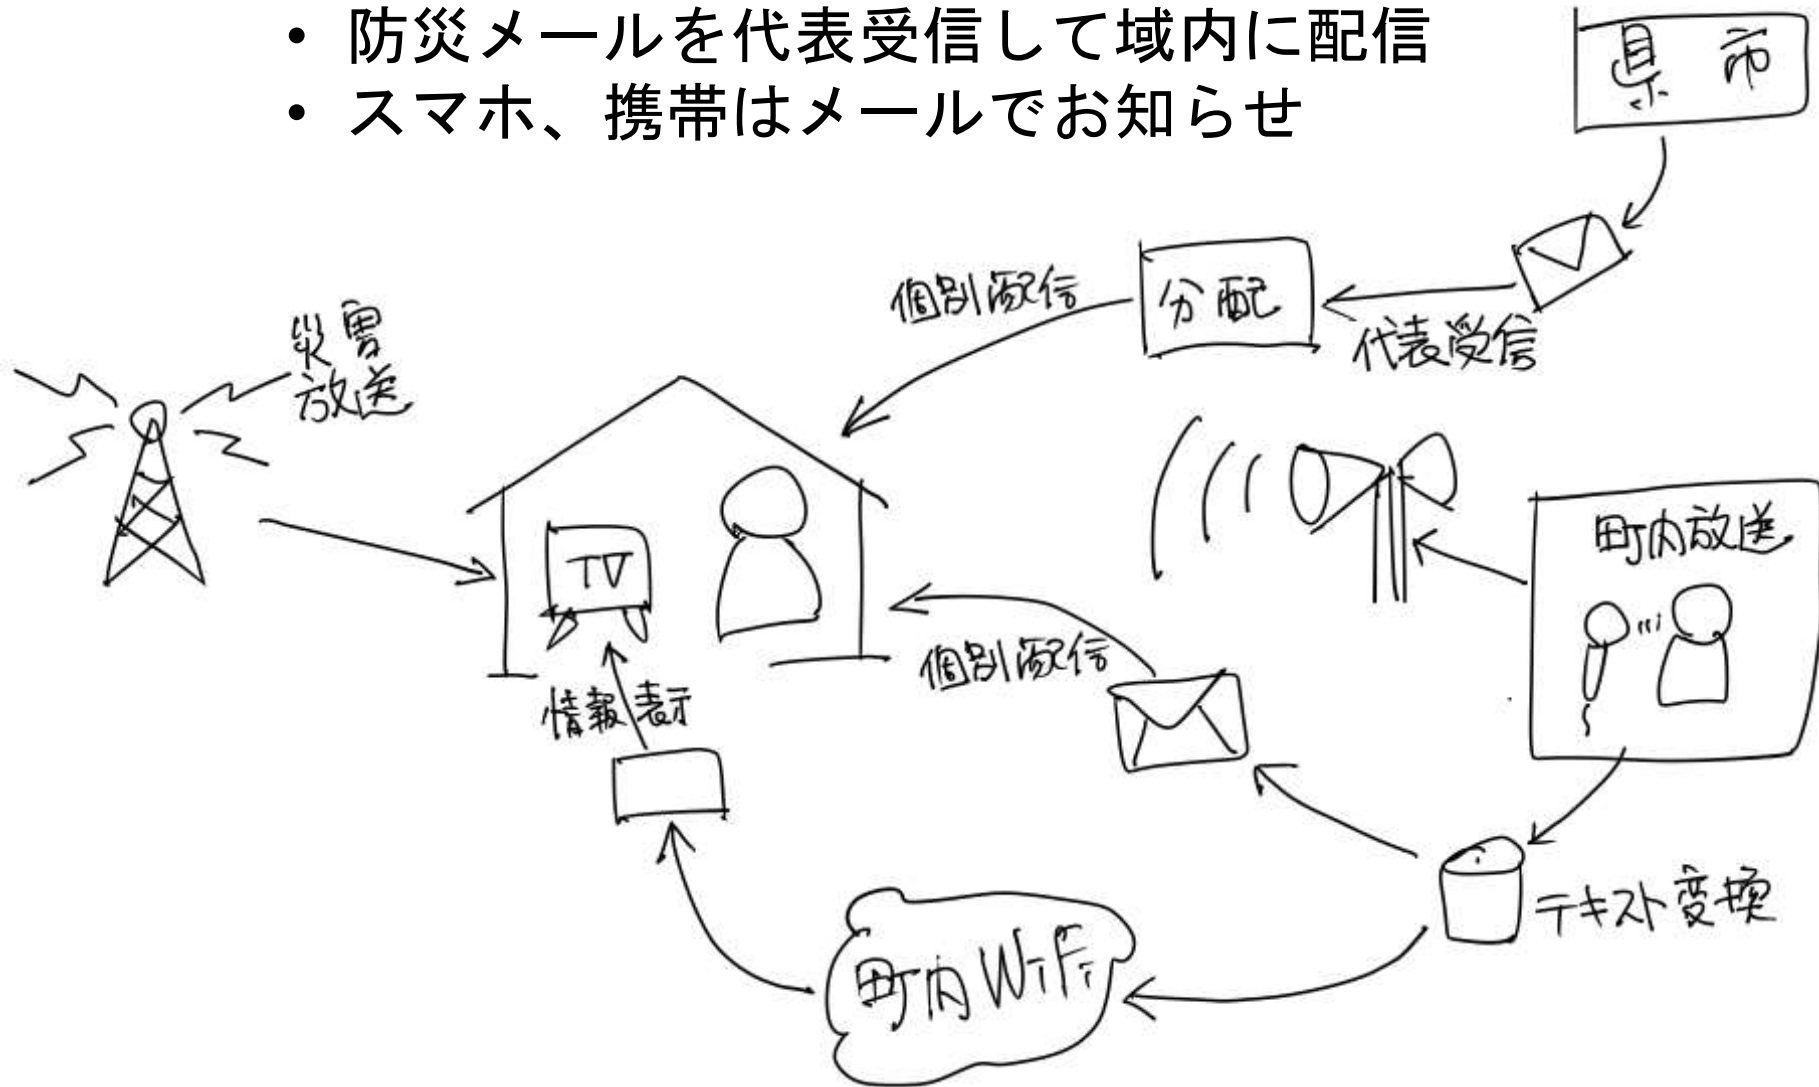 • 防災メールを代表受信して域内に配信
• スマホ、携帯はメールでお知らせ
県 市
個別配信
分配
代表受信
災害
放送
町内放送
TV
個別配信
情報表示
テキスト変換
町内WiFi